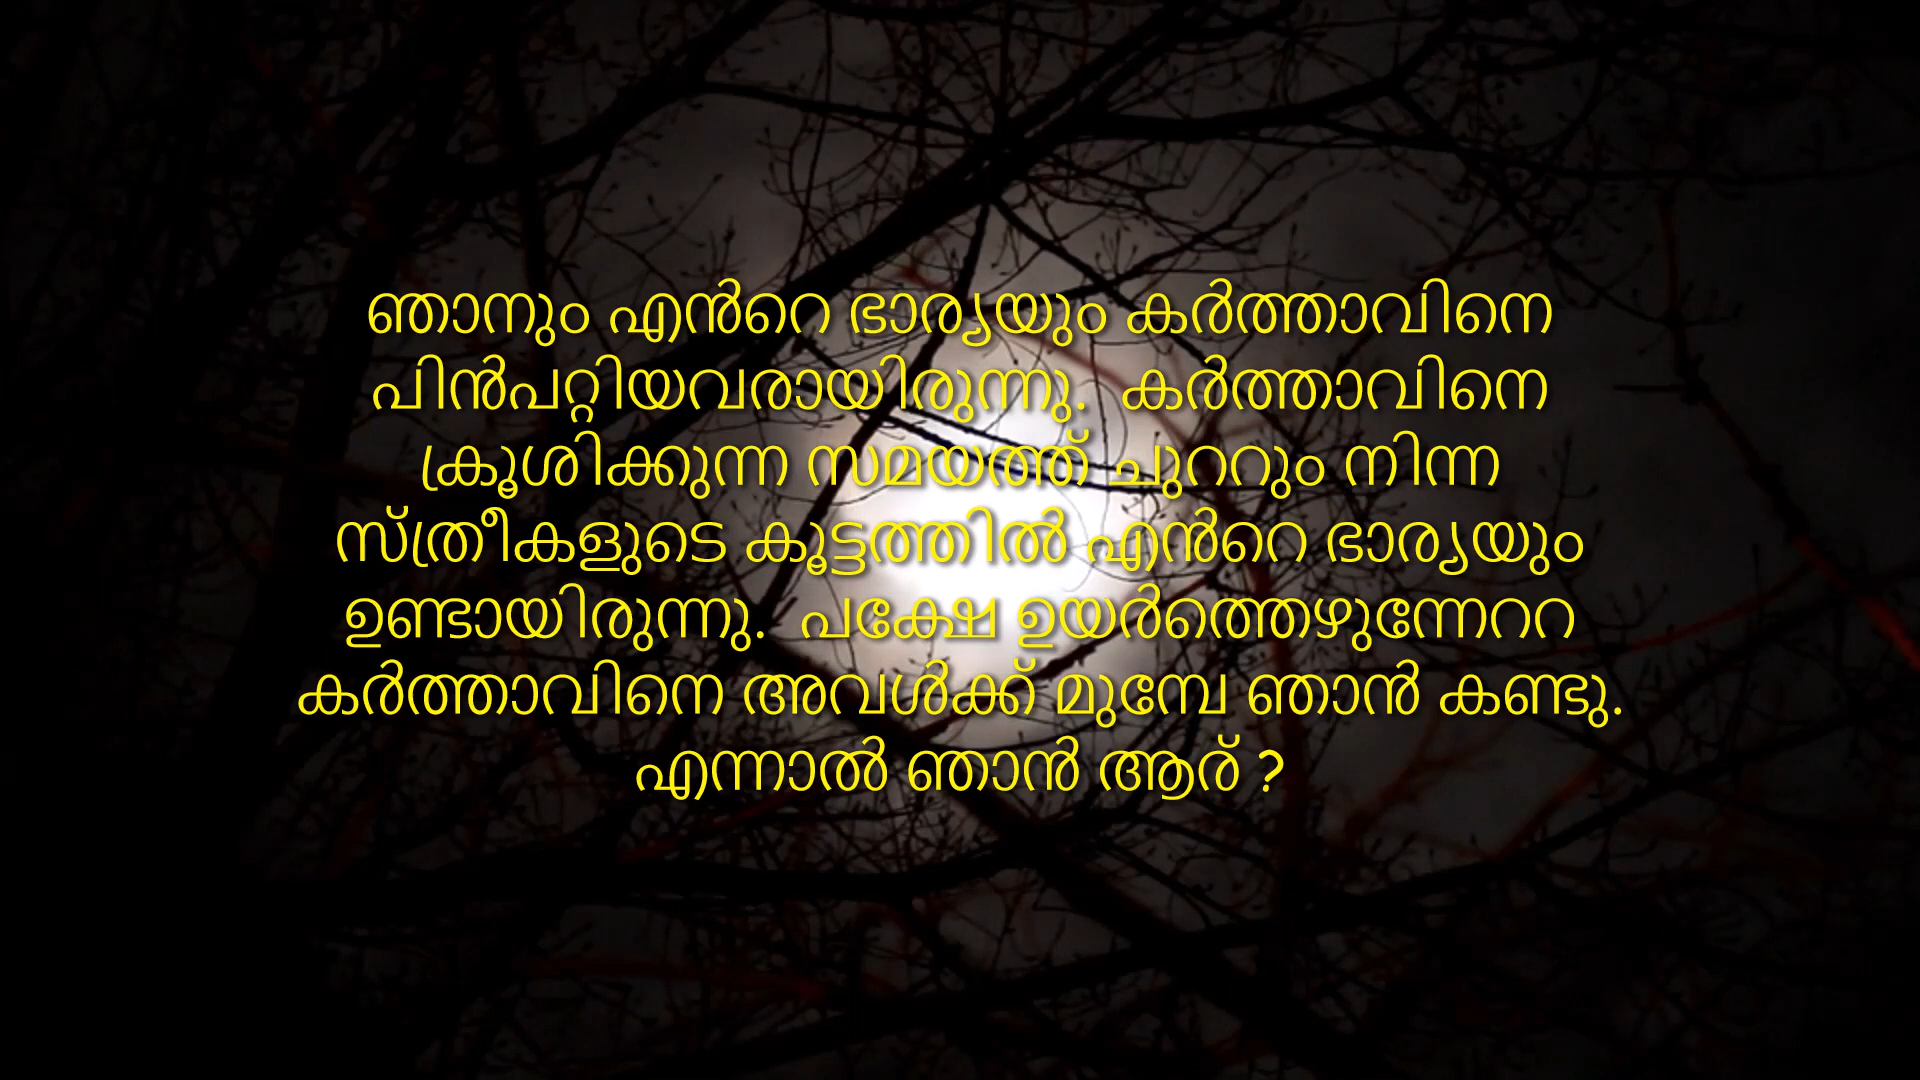 ഞാനും എൻറെ ഭാര്യയും കർത്താവിനെ
പിൻപറ്റിയവരായിരുന്നു. കർത്താവിനെ
ക്രൂശിക്കുന്ന സമയത്ത് ചുററും നിന്ന
സ്ത്രീകളുടെ കൂട്ടത്തിൽ എൻറെ ഭാര്യയും
ഉണ്ടായിരുന്നു. പക്ഷേ ഉയർത്തെഴുന്നേററ
കർത്താവിനെ അവൾക്ക് മുമ്പേ ഞാൻ കണ്ടു.
എന്നാൽ ഞാൻ ആര് ?